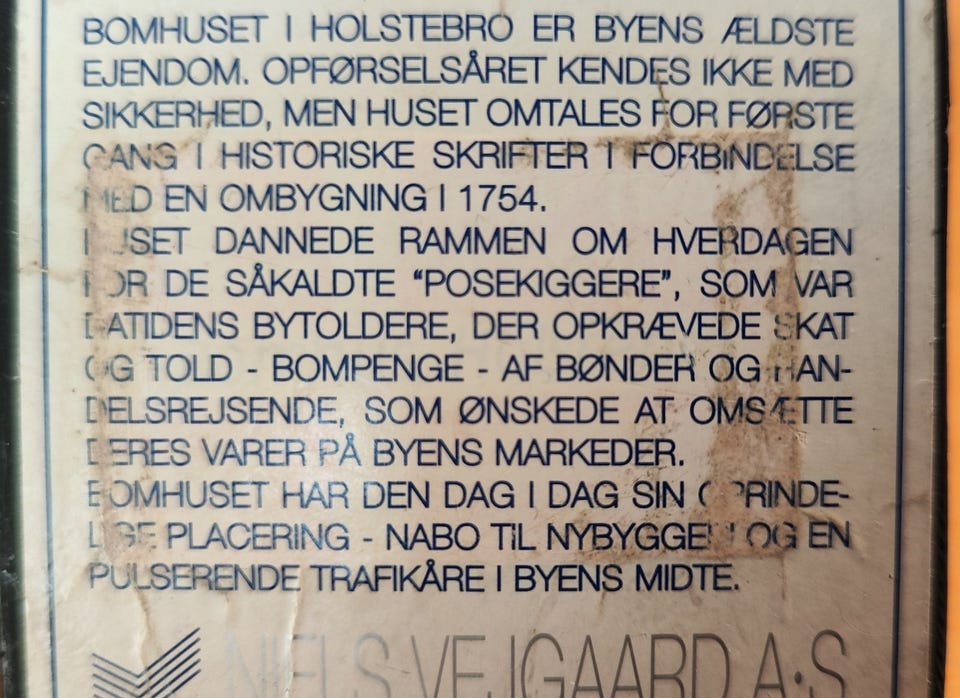 BOMHUSET I HOLSTEBRO ER BYENS ÆLDSTE
EJENDOM. OPFØRSELSÅRET KENDES IKKE MED
SIKKERHED, MEN HUSET OMTALES FOR FØRSTE
GANG I HISTORISKE SKRIFTER I FORBINDELSE
MED EN OMBYGNING I 1754.
HUSET DANNEDE RAMMEN OM HVERDAGEN
FOR DE SÅKALDTE “POSEKIGGERE”, SOM VAR
DATIDENS BYTOLDERE, DER OPKRÆVEDE SKAT
OG TOLD - BOMPENGE - AF BØNDER OG HAN-
DELSREJSENDE, SOM ØNSKEDE AT OMSÆTTE
DERES VARER PÅ BYENS MARKEDER.
BOMHUSET HAR DEN DAG I DAG SIN OPRINDE-
LIGE PLACERING - NABO TIL NYBYGGERI OG EN
PULSERENDE TRAFIKÅRE I BYENS MIDTE.
NIELS VEJGAARD A·S